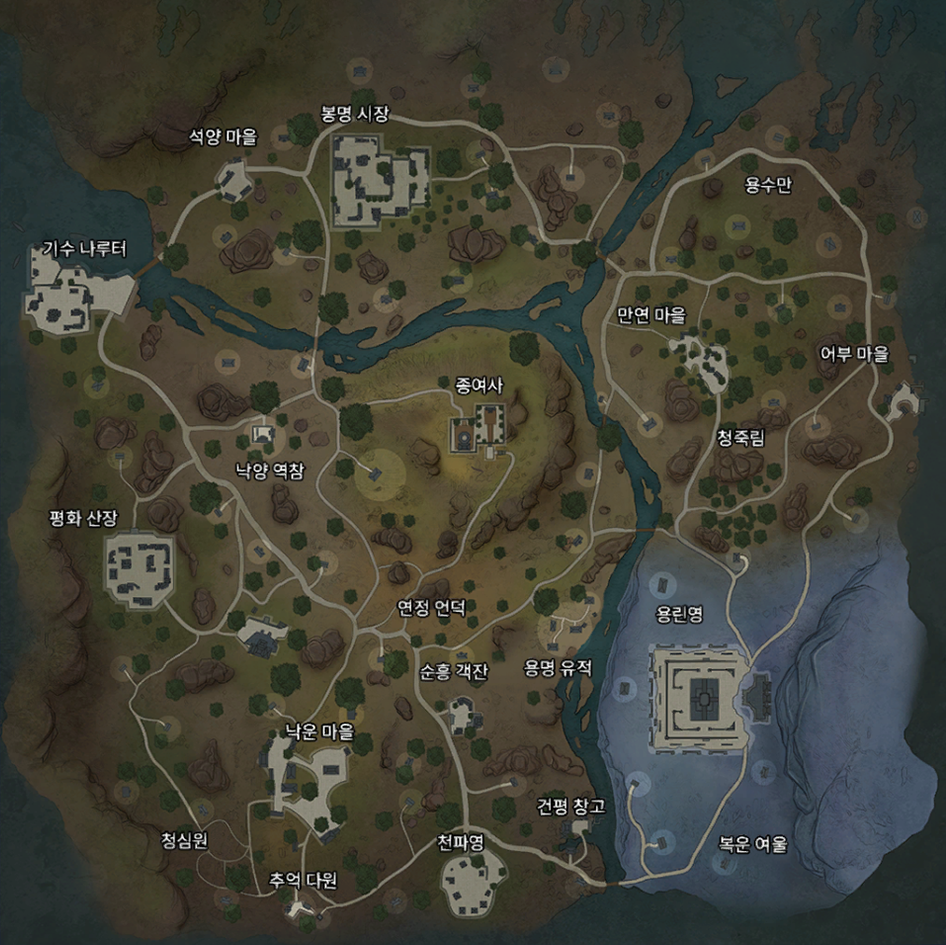 봉명 시장
석양 마을
용수만
기수 나루터
만연 마을
어부 마을
종여사
청죽림
낙양 역참
평화 산장
연정 언덕
용린영
순흥 객잔
용명 유적
낙운 마을
건평 창고
청심원
천파영
복운 여울
추억 다원